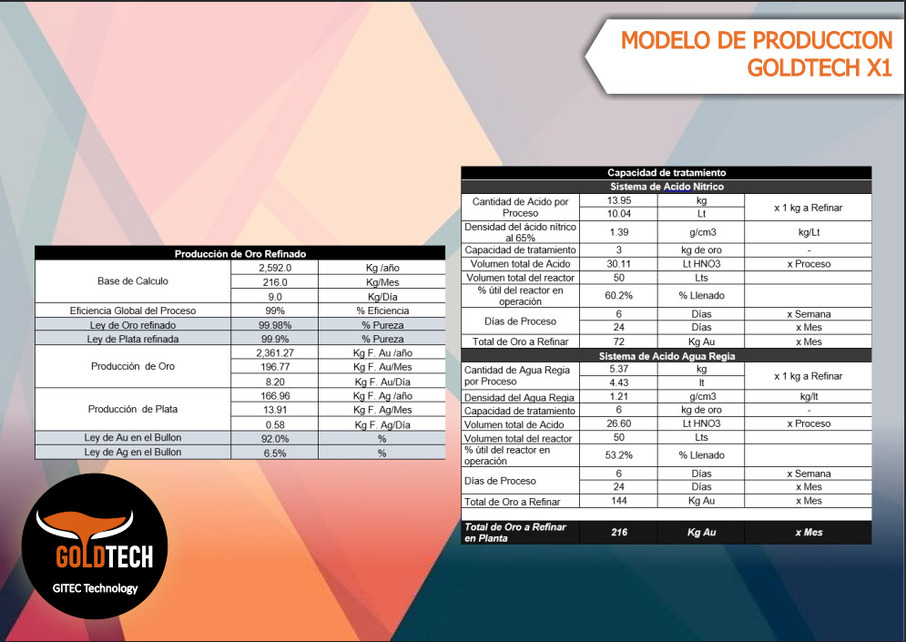 MODELO DE PRODUCCION
GOLDTECH X1
Producción de Oro Refinado
Base de Calculo
2,592.0 Kg /año
216.0 Kg/Mes
9.0 Kg/Día
Eficiencia Global del Proceso 99% % Eficiencia
Ley de Oro refinado 99.98% % Pureza
Ley de Plata refinada 99.9% % Pureza
Producción de Oro
2,361.27 Kg F. Au /año
196.77 Kg F. Au/Mes
8.20 Kg F. Au/Día
Producción de Plata
166.96 Kg F. Ag /año
13.91 Kg F. Ag/Mes
0.58 Kg F. Ag/Día
Ley de Au en el Bullon 92.0% %
Ley de Ag en el Bullon 6.5% %
Capacidad de tratamiento
Sistema de Acido Nitrico
Cantidad de Acido por
Proceso
13.95 kg
10.04 Lt
x 1 kg a Refinar
Densidad del ácido nítrico
al 65%
1.39 g/cm3 kg/Lt
Capacidad de tratamiento 3 kg de oro -
Volumen total de Acido 30.11 Lt HNO3 x Proceso
Volumen total del reactor 50 Lts
% útil del reactor en
operación
60.2% % Llenado
Días de Proceso
6 Días x Semana
24 Días x Mes
Total de Oro a Refinar 72 Kg Au x Mes
Sistema de Acido Agua Regia
Cantidad de Agua Regia
por Proceso
5.37 kg
4.43 lt
x 1 kg a Refinar
Densidad del Agua Regia 1.21 g/cm3 kg/lt
Capacidad de tratamiento 6 kg de oro -
Volumen total de Acido 26.60 Lt HNO3 x Proceso
Volumen total del reactor 50 Lts
% útil del reactor en
operación
53.2% % Llenado
Días de Proceso
6 Días x Semana
24 Días x Mes
Total de Oro a Refinar 144 Kg Au x Mes
Total de Oro a Refinar
en Planta
216 Kg Au x Mes
GOLDTECH
GITEC Technology